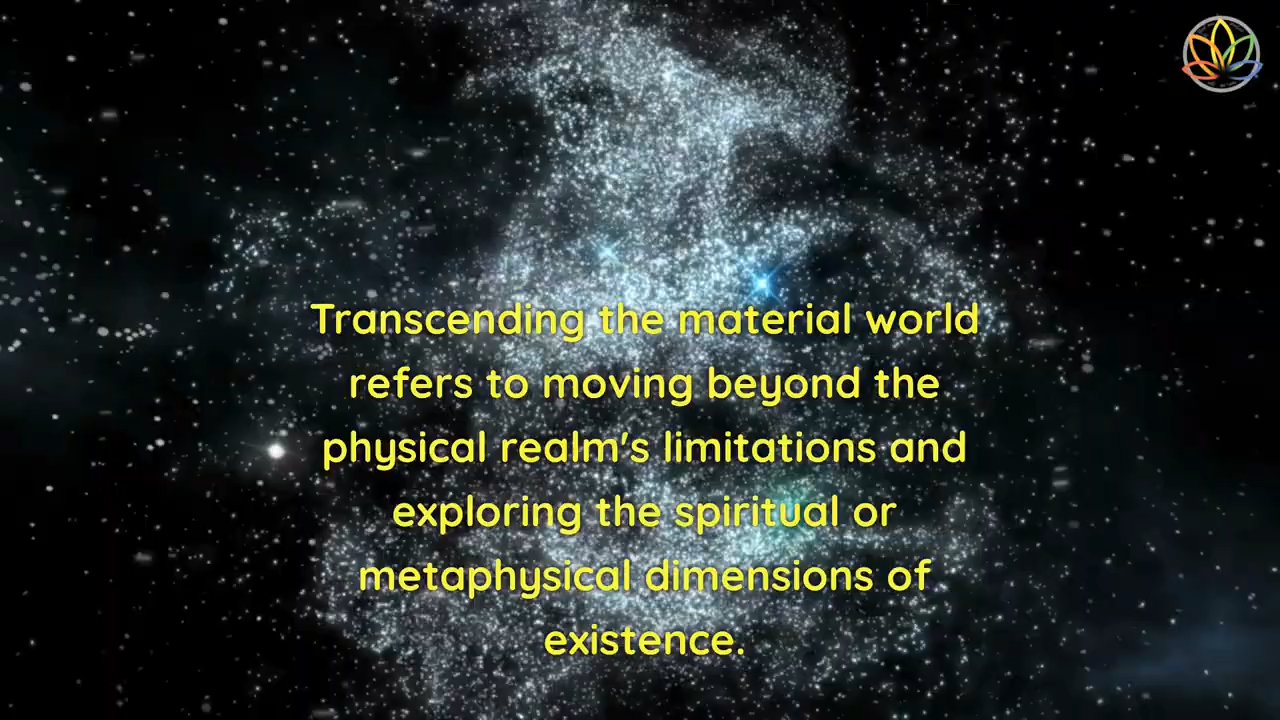 Transcending the material world
refers to moving beyond the
physical realm's limitations and
exploring the spiritual or
metaphysical dimensions of
existence.